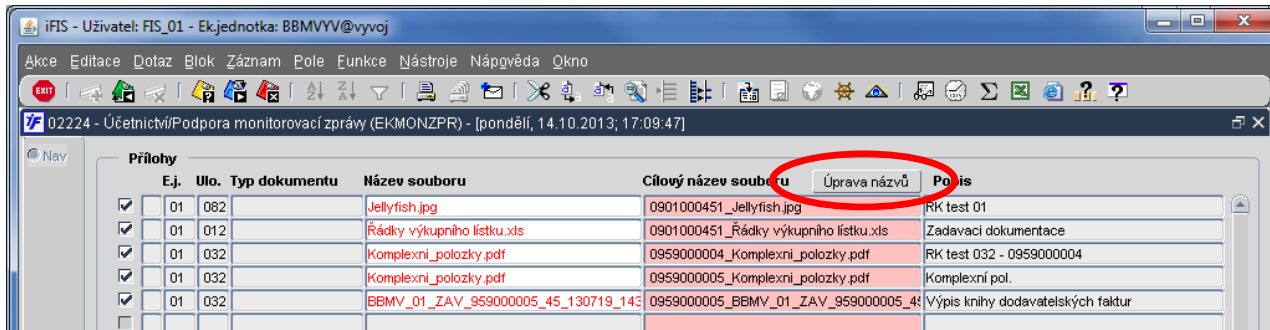 iFIS - Uživatel: FIS_01 - Ek.jednotka: BBMVYV@vyvoj
Akce Editace Dotaz Blok Záznam Pole Funkce Nástroje Nápověda Okno
EXIT
02224 - Účetnictví/Podpora monitorovací zprávy (EKMONZPR) - [pondělí, 14.10.2013; 17:09:47]
Nav
Přílohy
E.j. Ulo. Typ dokumentu Název souboru Cílový název souboru Úprava názvů Popis
01 082 Jellyfish.jpg 0901000451_Jellyfish.jpg RK test 01
01 012 Řádky výkupního lístku.xls 0901000451_Řádky výkupního lístku.xls Zadavaci dokumentace
01 032 Komplexni_polozky.pdf 0959000004_Komplexni_polozky.pdf RK test 032 - 0959000004
01 032 Komplexni_polozky.pdf 0959000005_Komplexni_polozky.pdf Komplexní pol.
01 032 BBMV_01_ZAV_959000005_45_130719_143 0959000005_BBMV_01_ZAV_959000005_45 Výpis knihy dodavatelských faktur